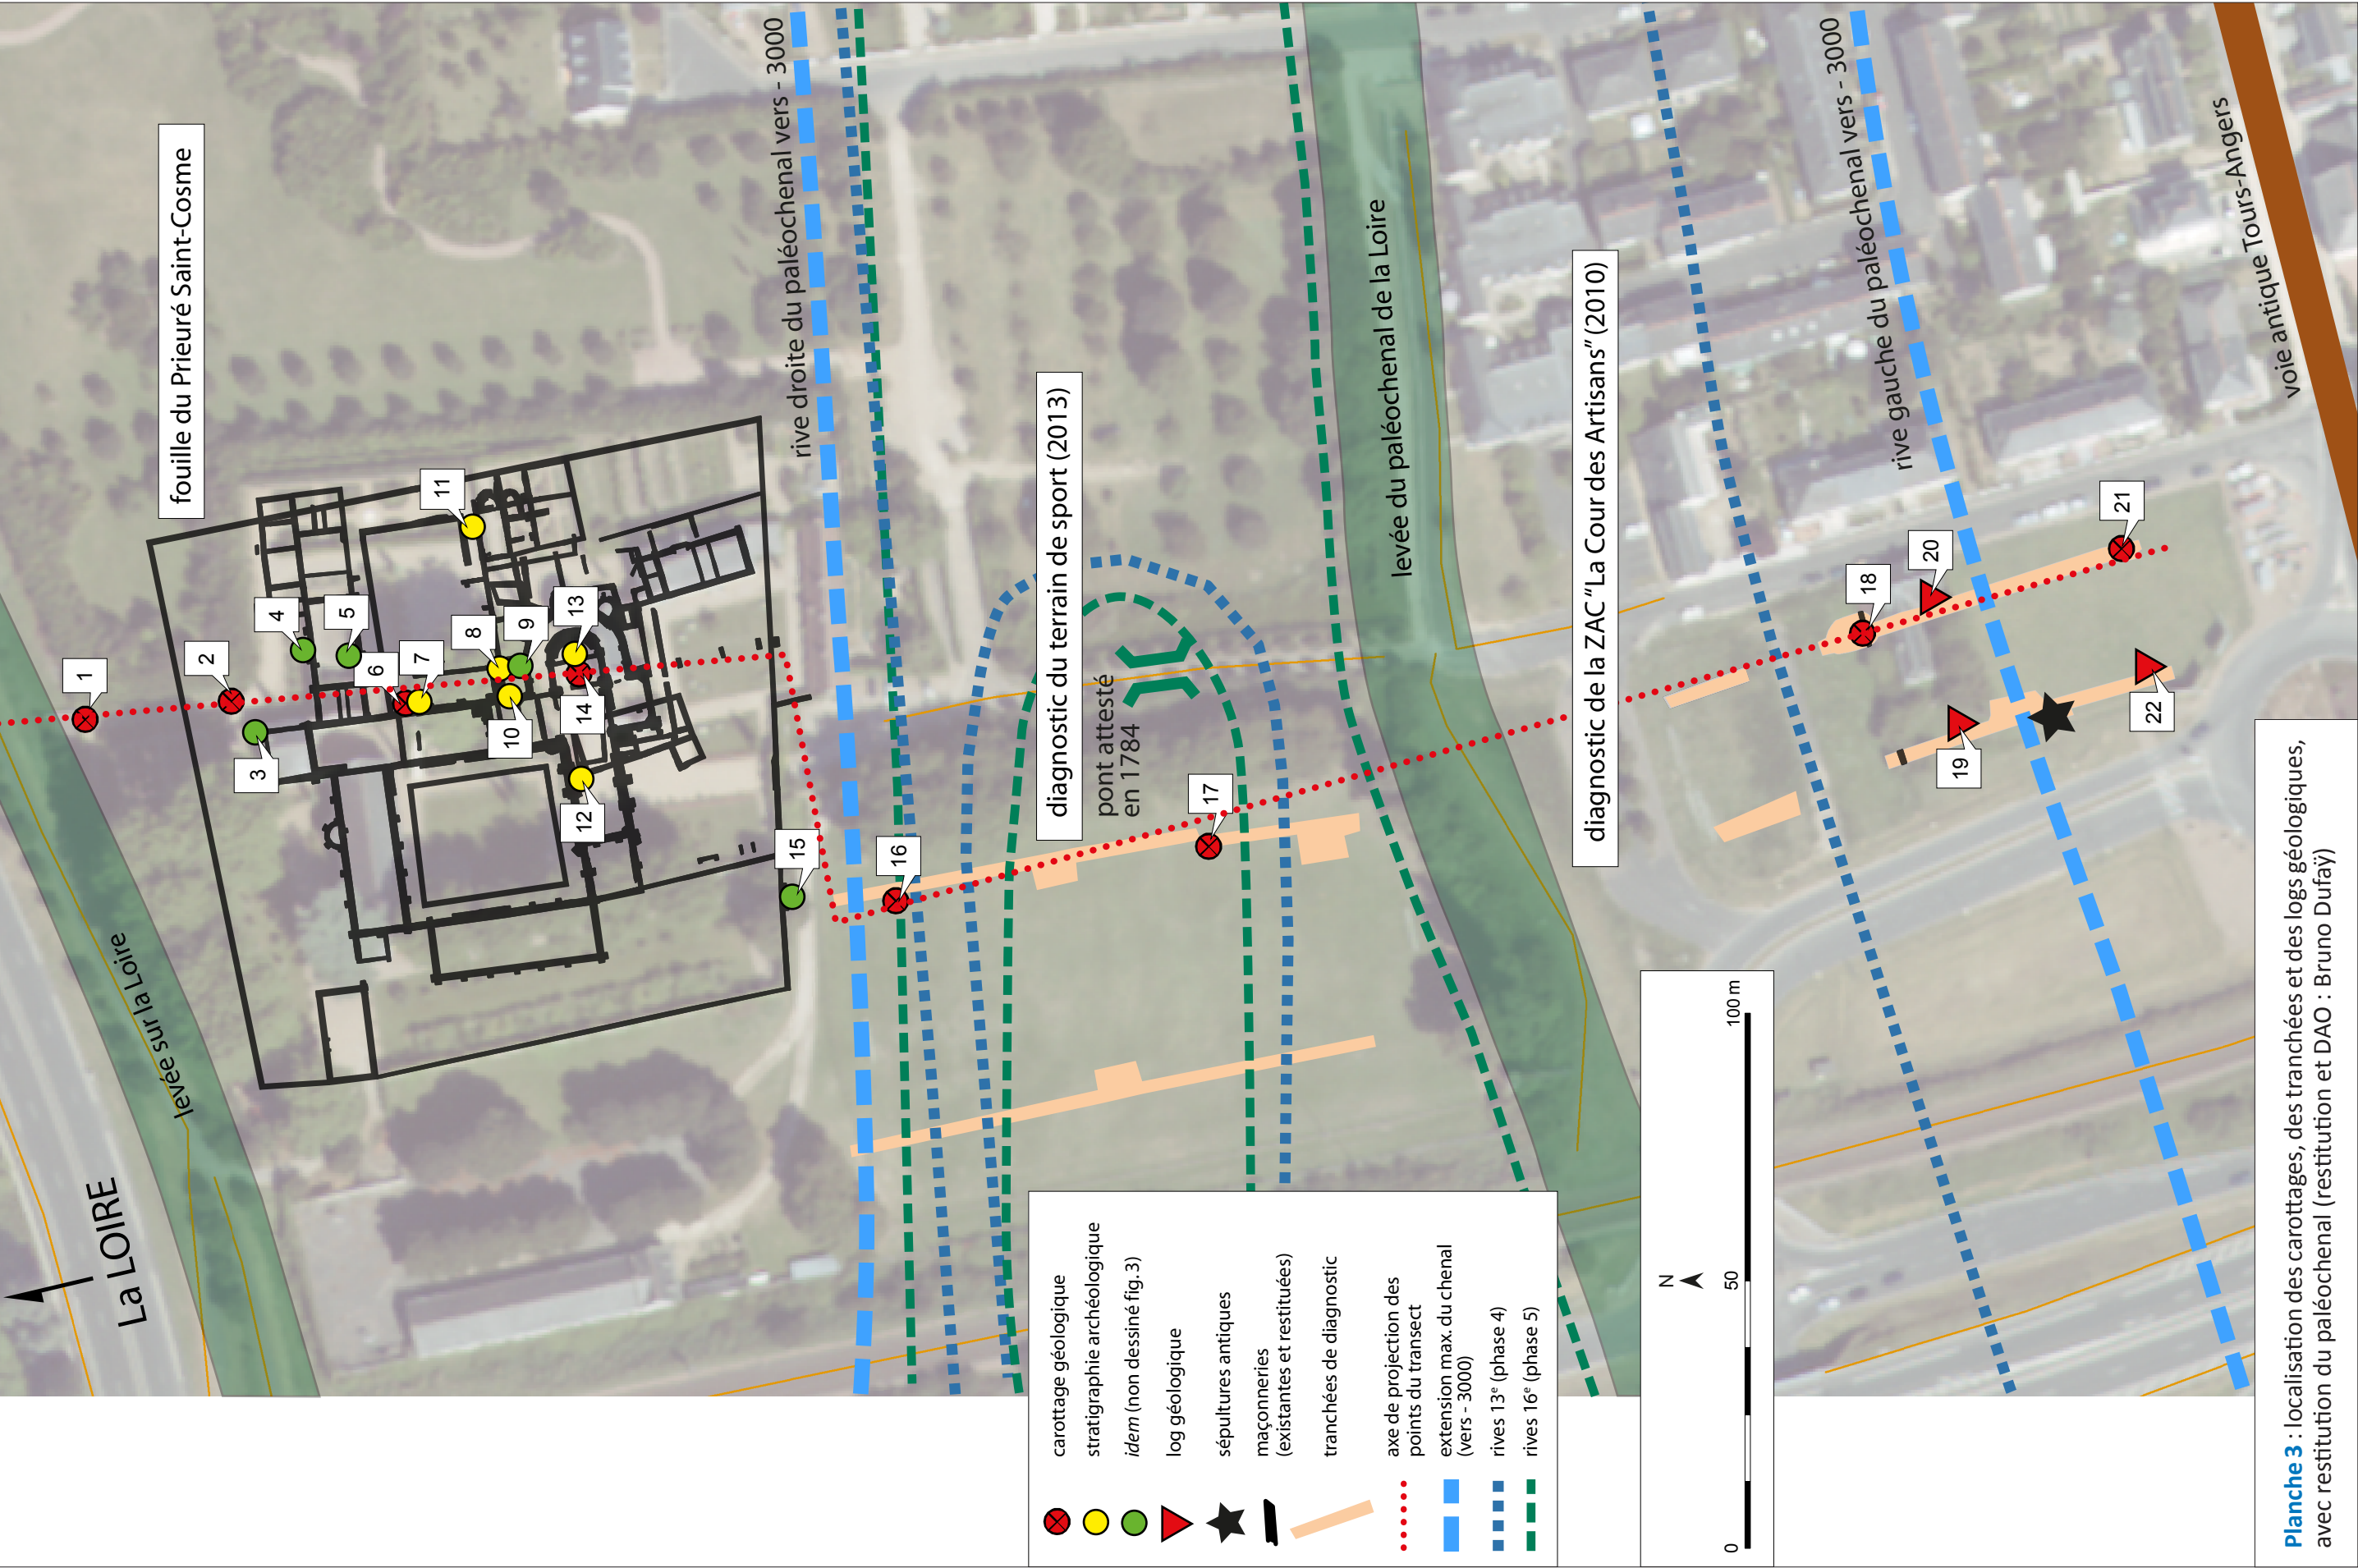 La LOIRE
levée sur la Loire
fouille du Prieuré Saint-Cosme
1
2
3
4
5
6
7
8
9
10
11
12
13
14
15
rive droite du paléochenal vers - 3000
16
diagnostic du terrain de sport (2013)
pont attesté
en 1784
17
levée du paléochenal de la Loire
diagnostic de la ZAC “La Cour des Artisans” (2010)
rive gauche du paléochenal vers - 3000
18
19
20
21
22
voie antique Tours-Angers
carottage géologique
stratigraphie archéologique
idem (non dessiné fig. 3)
log géologique
sépultures antiques
maçonneries
(existantes et restituées)
tranchées de diagnostic
axe de projection des
points du transect
extension max. du chenal
(vers - 3000)
rives 13e (phase 4)
rives 16e (phase 5)
N
0
50
100 m
Planche 3 : localisation des carottages, des tranchées et des logs géologiques,
avec restitution du paléochenal (restitution et DAO : Bruno Dufaÿ)